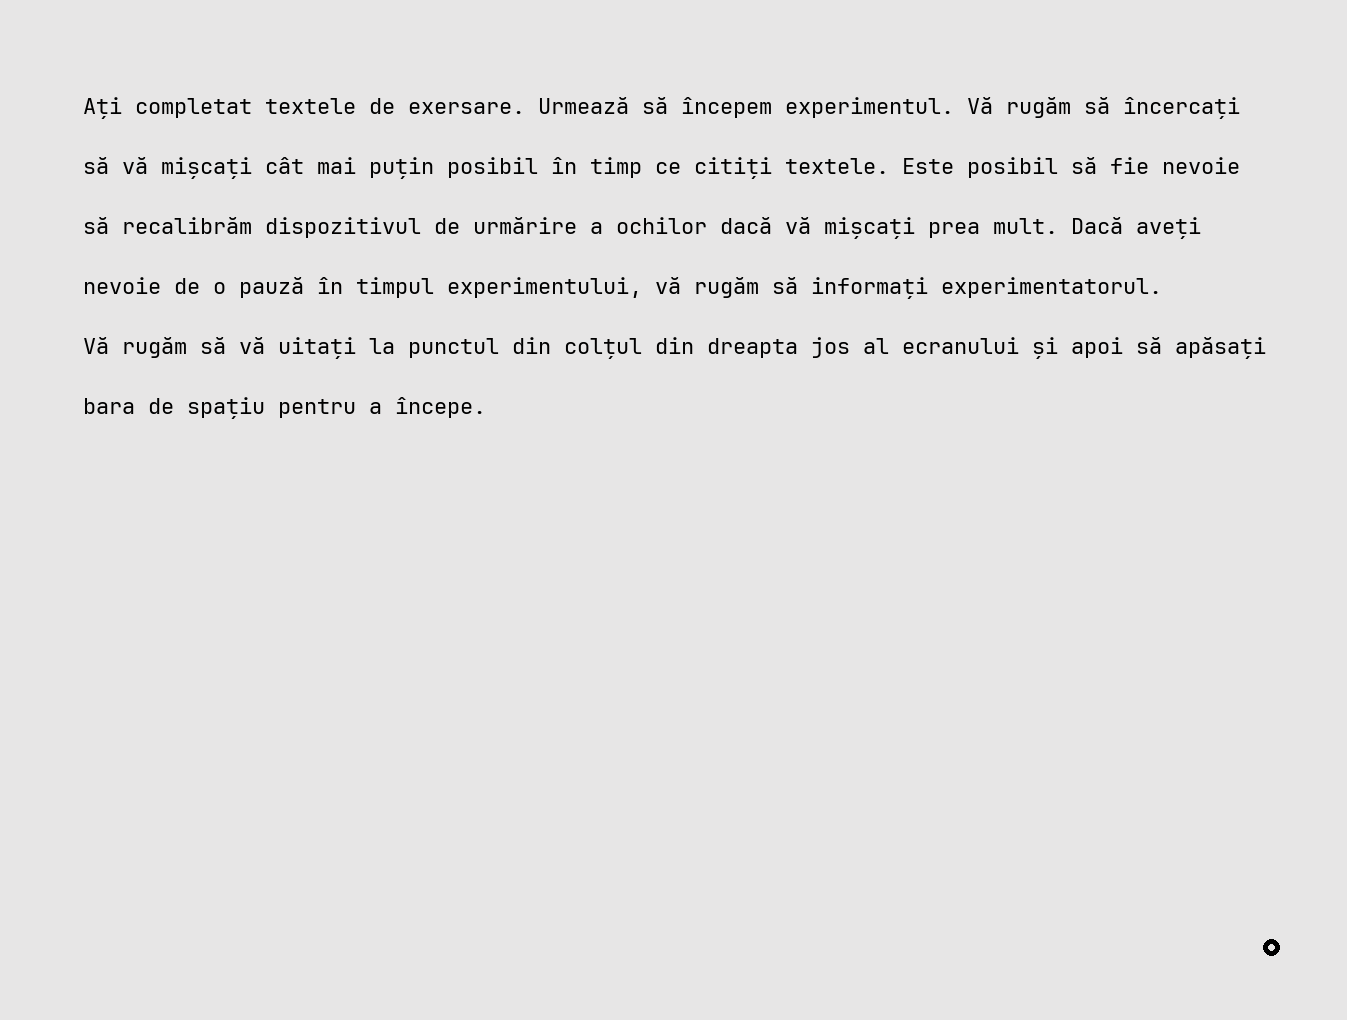 Ați completat textele de exersare. Urmează să începem experimentul. Vă rugăm să încercați
să vă mișcați cât mai puțin posibil în timp ce citiți textele. Este posibil să fie nevoie
să recalibrăm dispozitivul de urmărire a ochilor dacă vă mișcați prea mult. Dacă aveți
nevoie de o pauză în timpul experimentului, vă rugăm să informați experimentatorul.
Vă rugăm să vă uitați la punctul din colțul din dreapta jos al ecranului și apoi să apăsați
bara de spațiu pentru a începe.